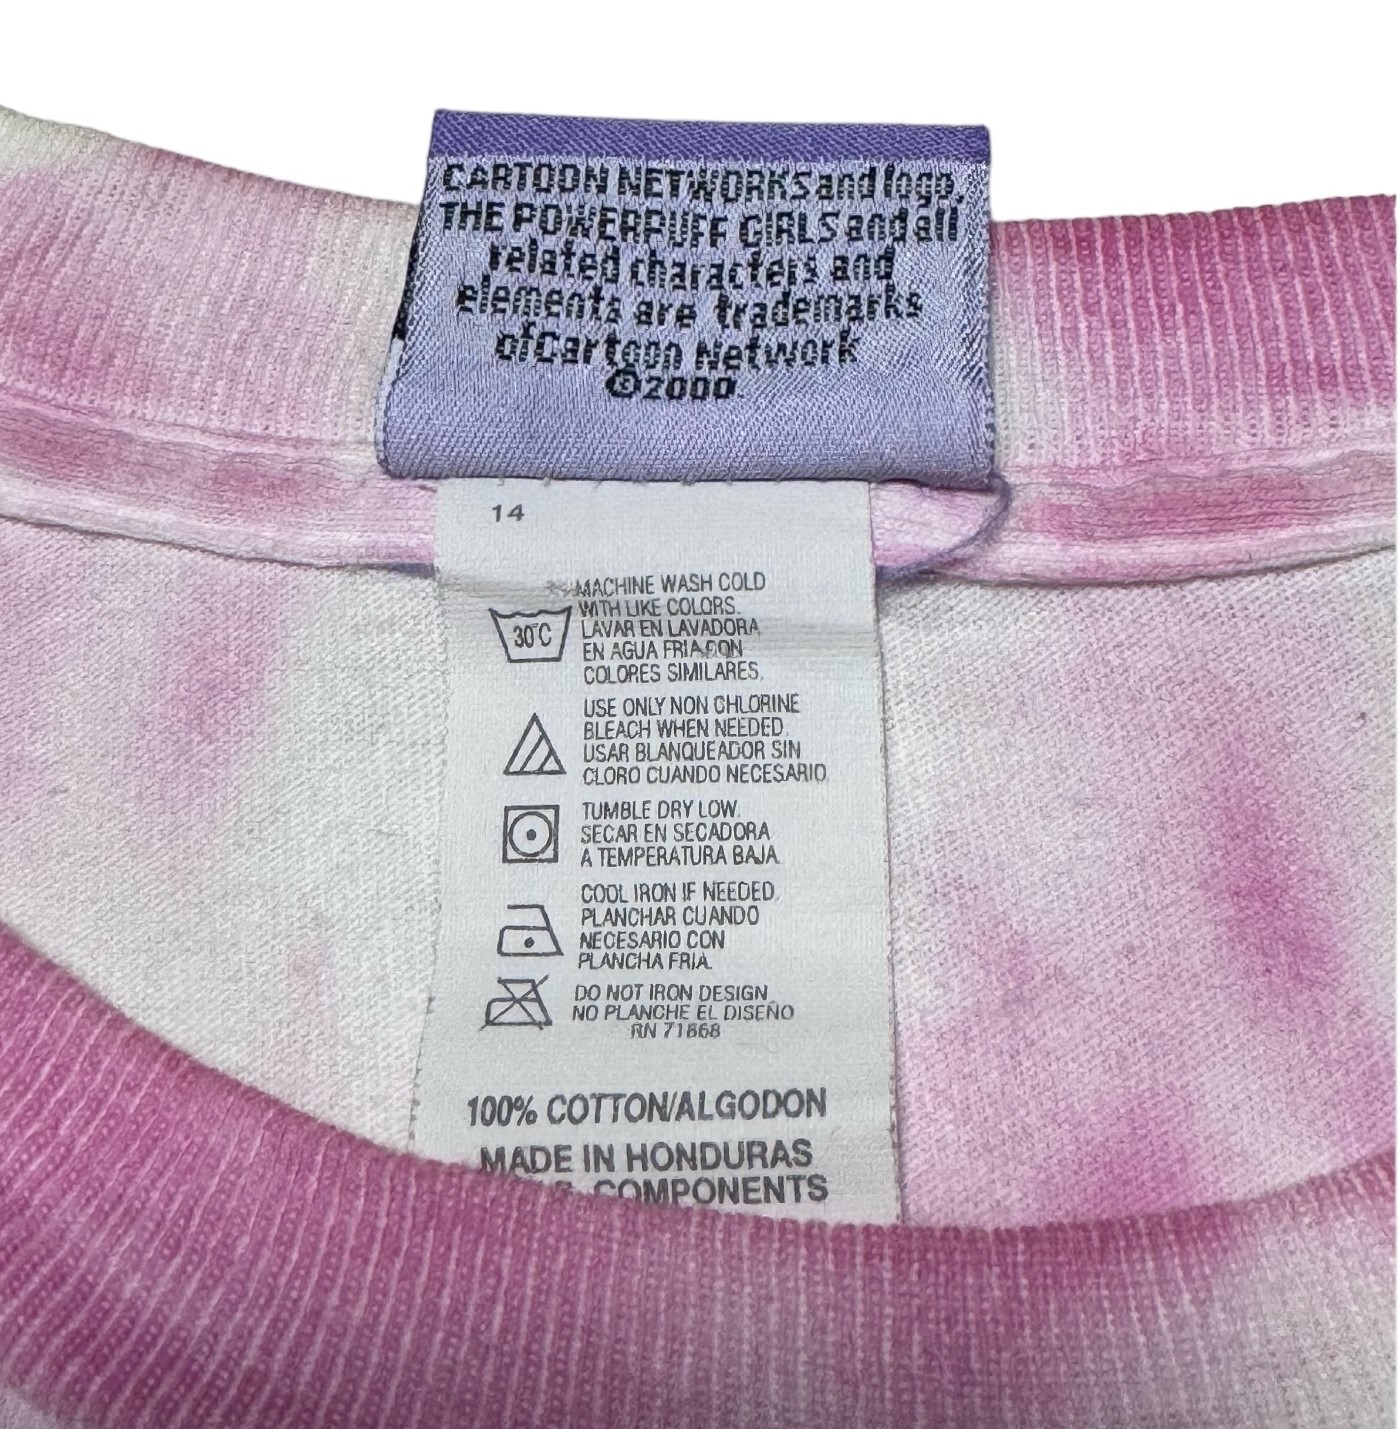 CARTOON NETWORKS and logo,
THE POWERPUFF GIRLS and all
related characters and
elements are trademarks
of Cartoon Network
©2000.
14
MACHINE WASH COLD
WITH LIKE COLORS.
30°C
LAVAR EN LAVADORA
EN AGUA FRIA CON
COLORES SIMILARES.
USE ONLY NON CHLORINE
BLEACH WHEN NEEDED.
USAR BLANQUEADOR SIN
CLORO CUANDO NECESARIO
TUMBLE DRY LOW.
SECAR EN SECADORA
A TEMPERATURA BAJA.
COOL IRON IF NEEDED.
PLANCHAR CUANDO
NECESARIO CON
PLANCHA FRIA.
DO NOT IRON DESIGN
NO PLANCHE EL DISEÑO
RN 71868
100% COTTON/ALGODON
MADE IN HONDURAS
COMPONENTS